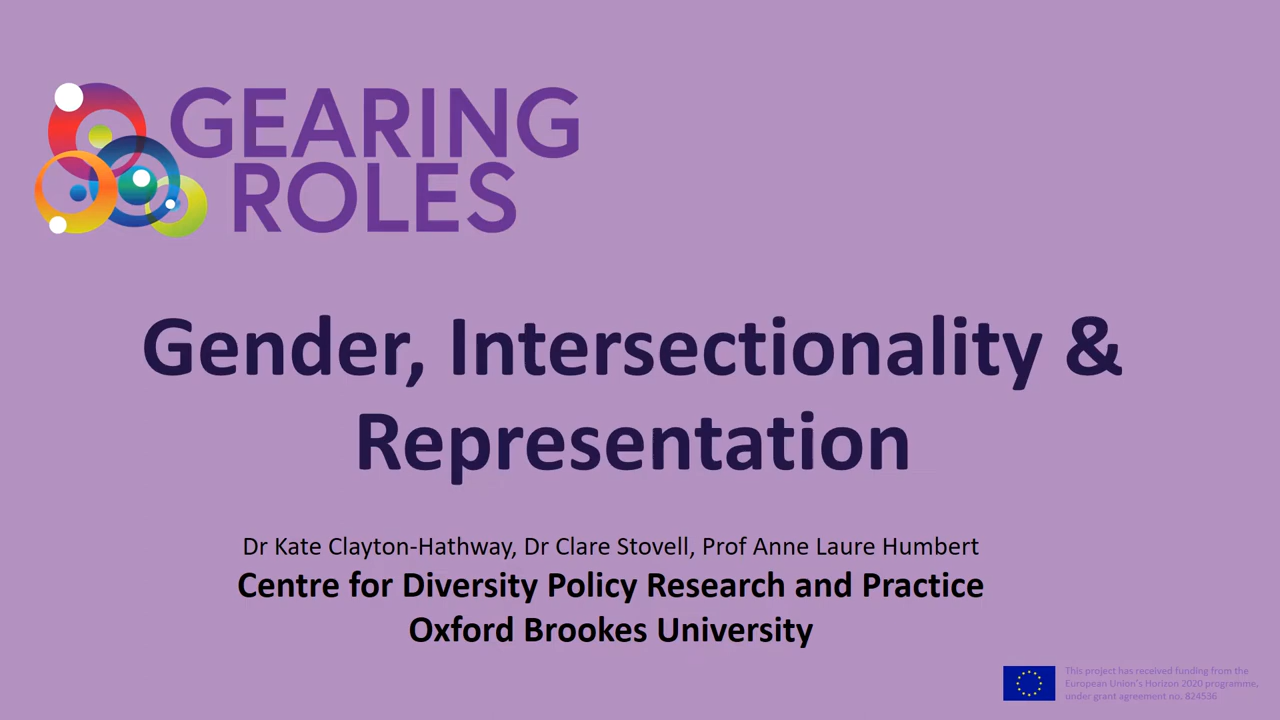 GEARING
ROLES
Gender, Intersectionality &
Representation
Dr Kate Clayton-Hathway, Dr Clare Stovell, Prof Anne Laure Humbert
Centre for Diversity Policy Research and Practice
Oxford Brookes University
This project has received funding from the
European Union's Horizon 2020 programme,
under grant agreement no. 824536